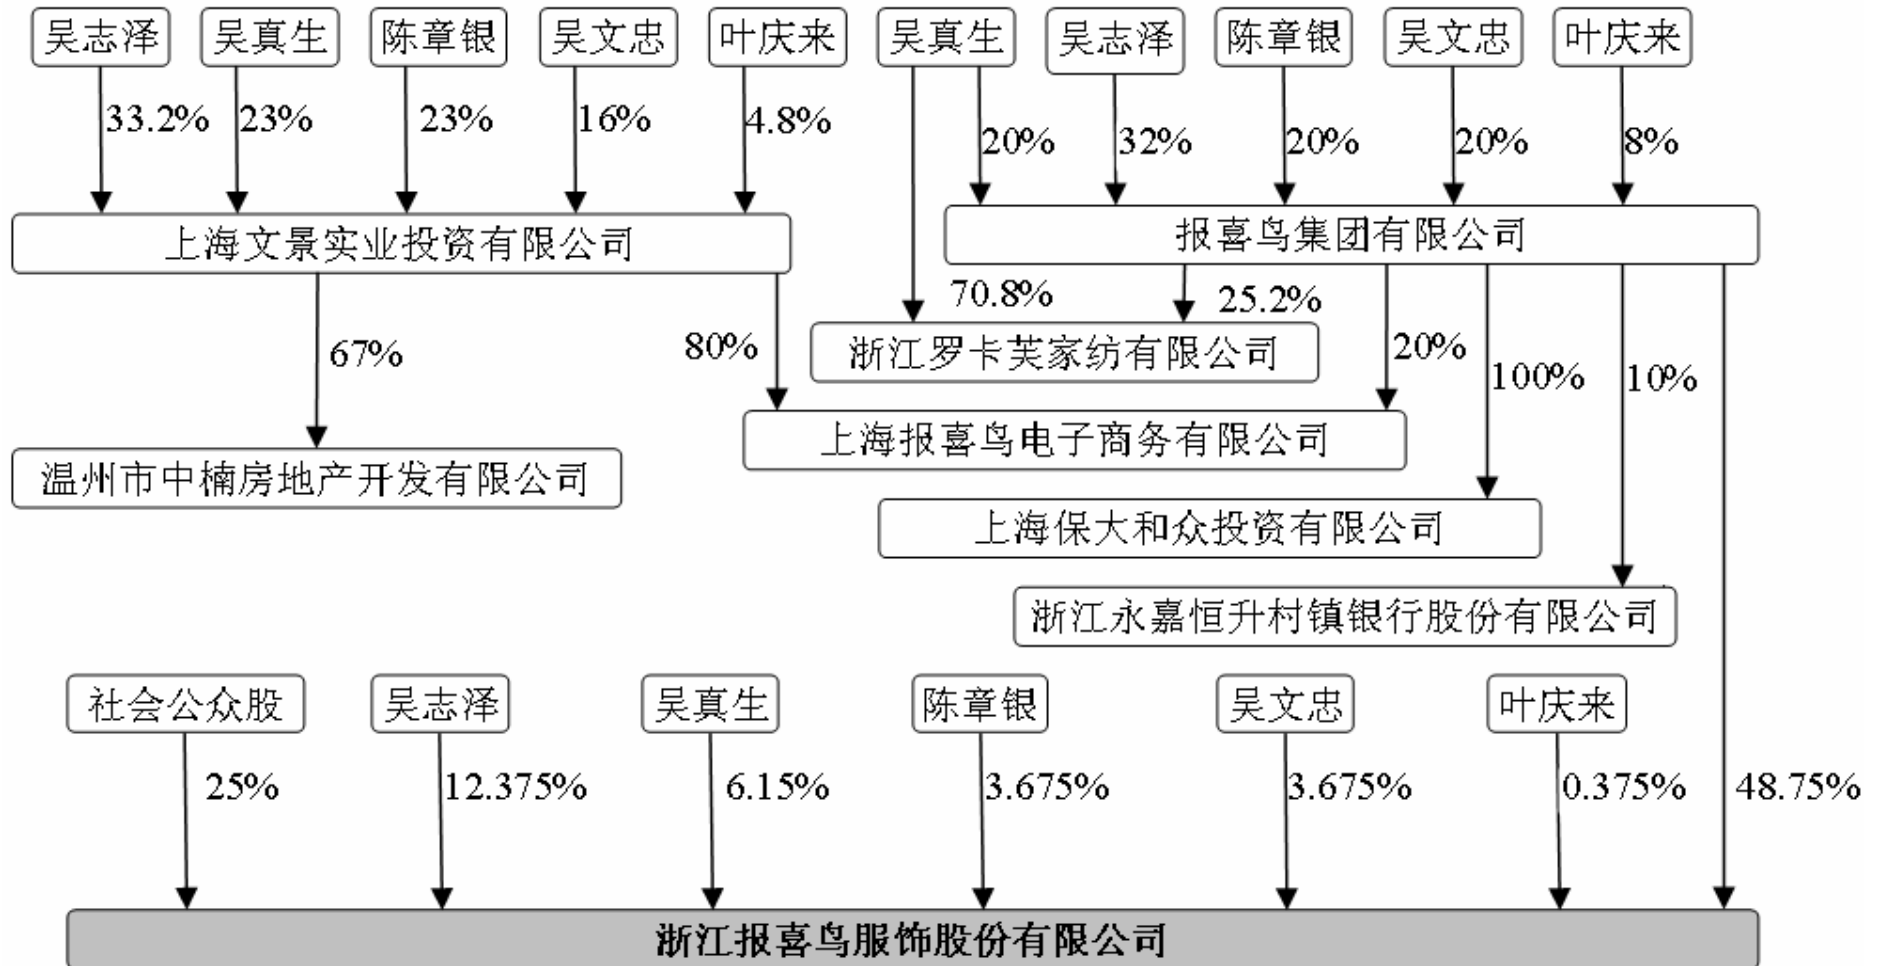 吴志泽 吴真生 陈章银 吴文忠 叶庆来 吴真生 吴志泽 陈章银 吴文忠 叶庆来
33.2% 23% 23% 16% 4.8% 20% 32% 20% 20% 8%
上海文景实业投资有限公司 报喜鸟集团有限公司
70.8% 25.2%
67% 80% 浙江罗卡芙家纺有限公司 20% 100% 10%
上海报喜鸟电子商务有限公司
温州市中楠房地产开发有限公司
上海保大和众投资有限公司
浙江永嘉恒升村镇银行股份有限公司
社会公众股 吴志泽 吴真生 陈章银 吴文忠 叶庆来
25% 12.375% 6.15% 3.675% 3.675% 0.375% 48.75%
浙江报喜鸟服饰股份有限公司